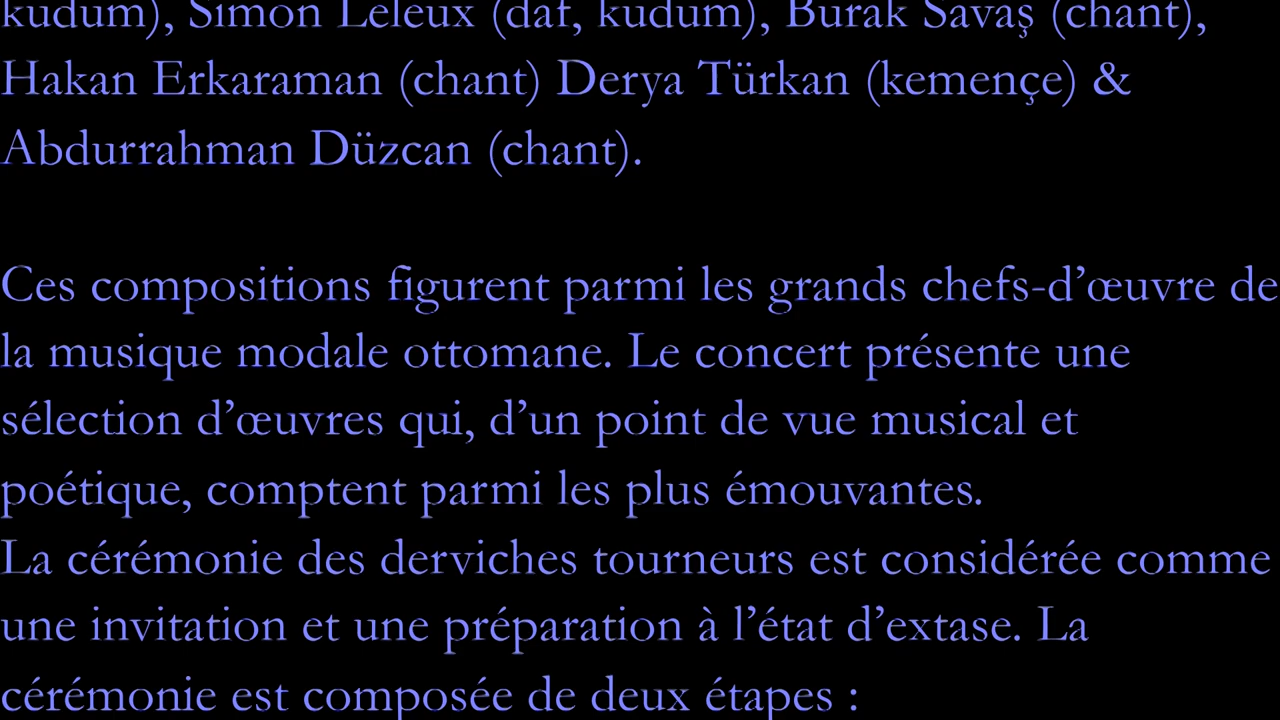 kudum), Simon Leleux (daf, kudum), Burak Savaş (chant),
Hakan Erkaraman (chant) Derya Türkan (kemençe) &
Abdurrahman Düzcan (chant).
Ces compositions figurent parmi les grands chefs-d’œuvre de
la musique modale ottomane. Le concert présente une
sélection d’œuvres qui, d’un point de vue musical et
poétique, comptent parmi les plus émouvantes.
La cérémonie des derviches tourneurs est considérée comme
une invitation et une préparation à l’état d’extase. La
cérémonie est composée de deux étapes :